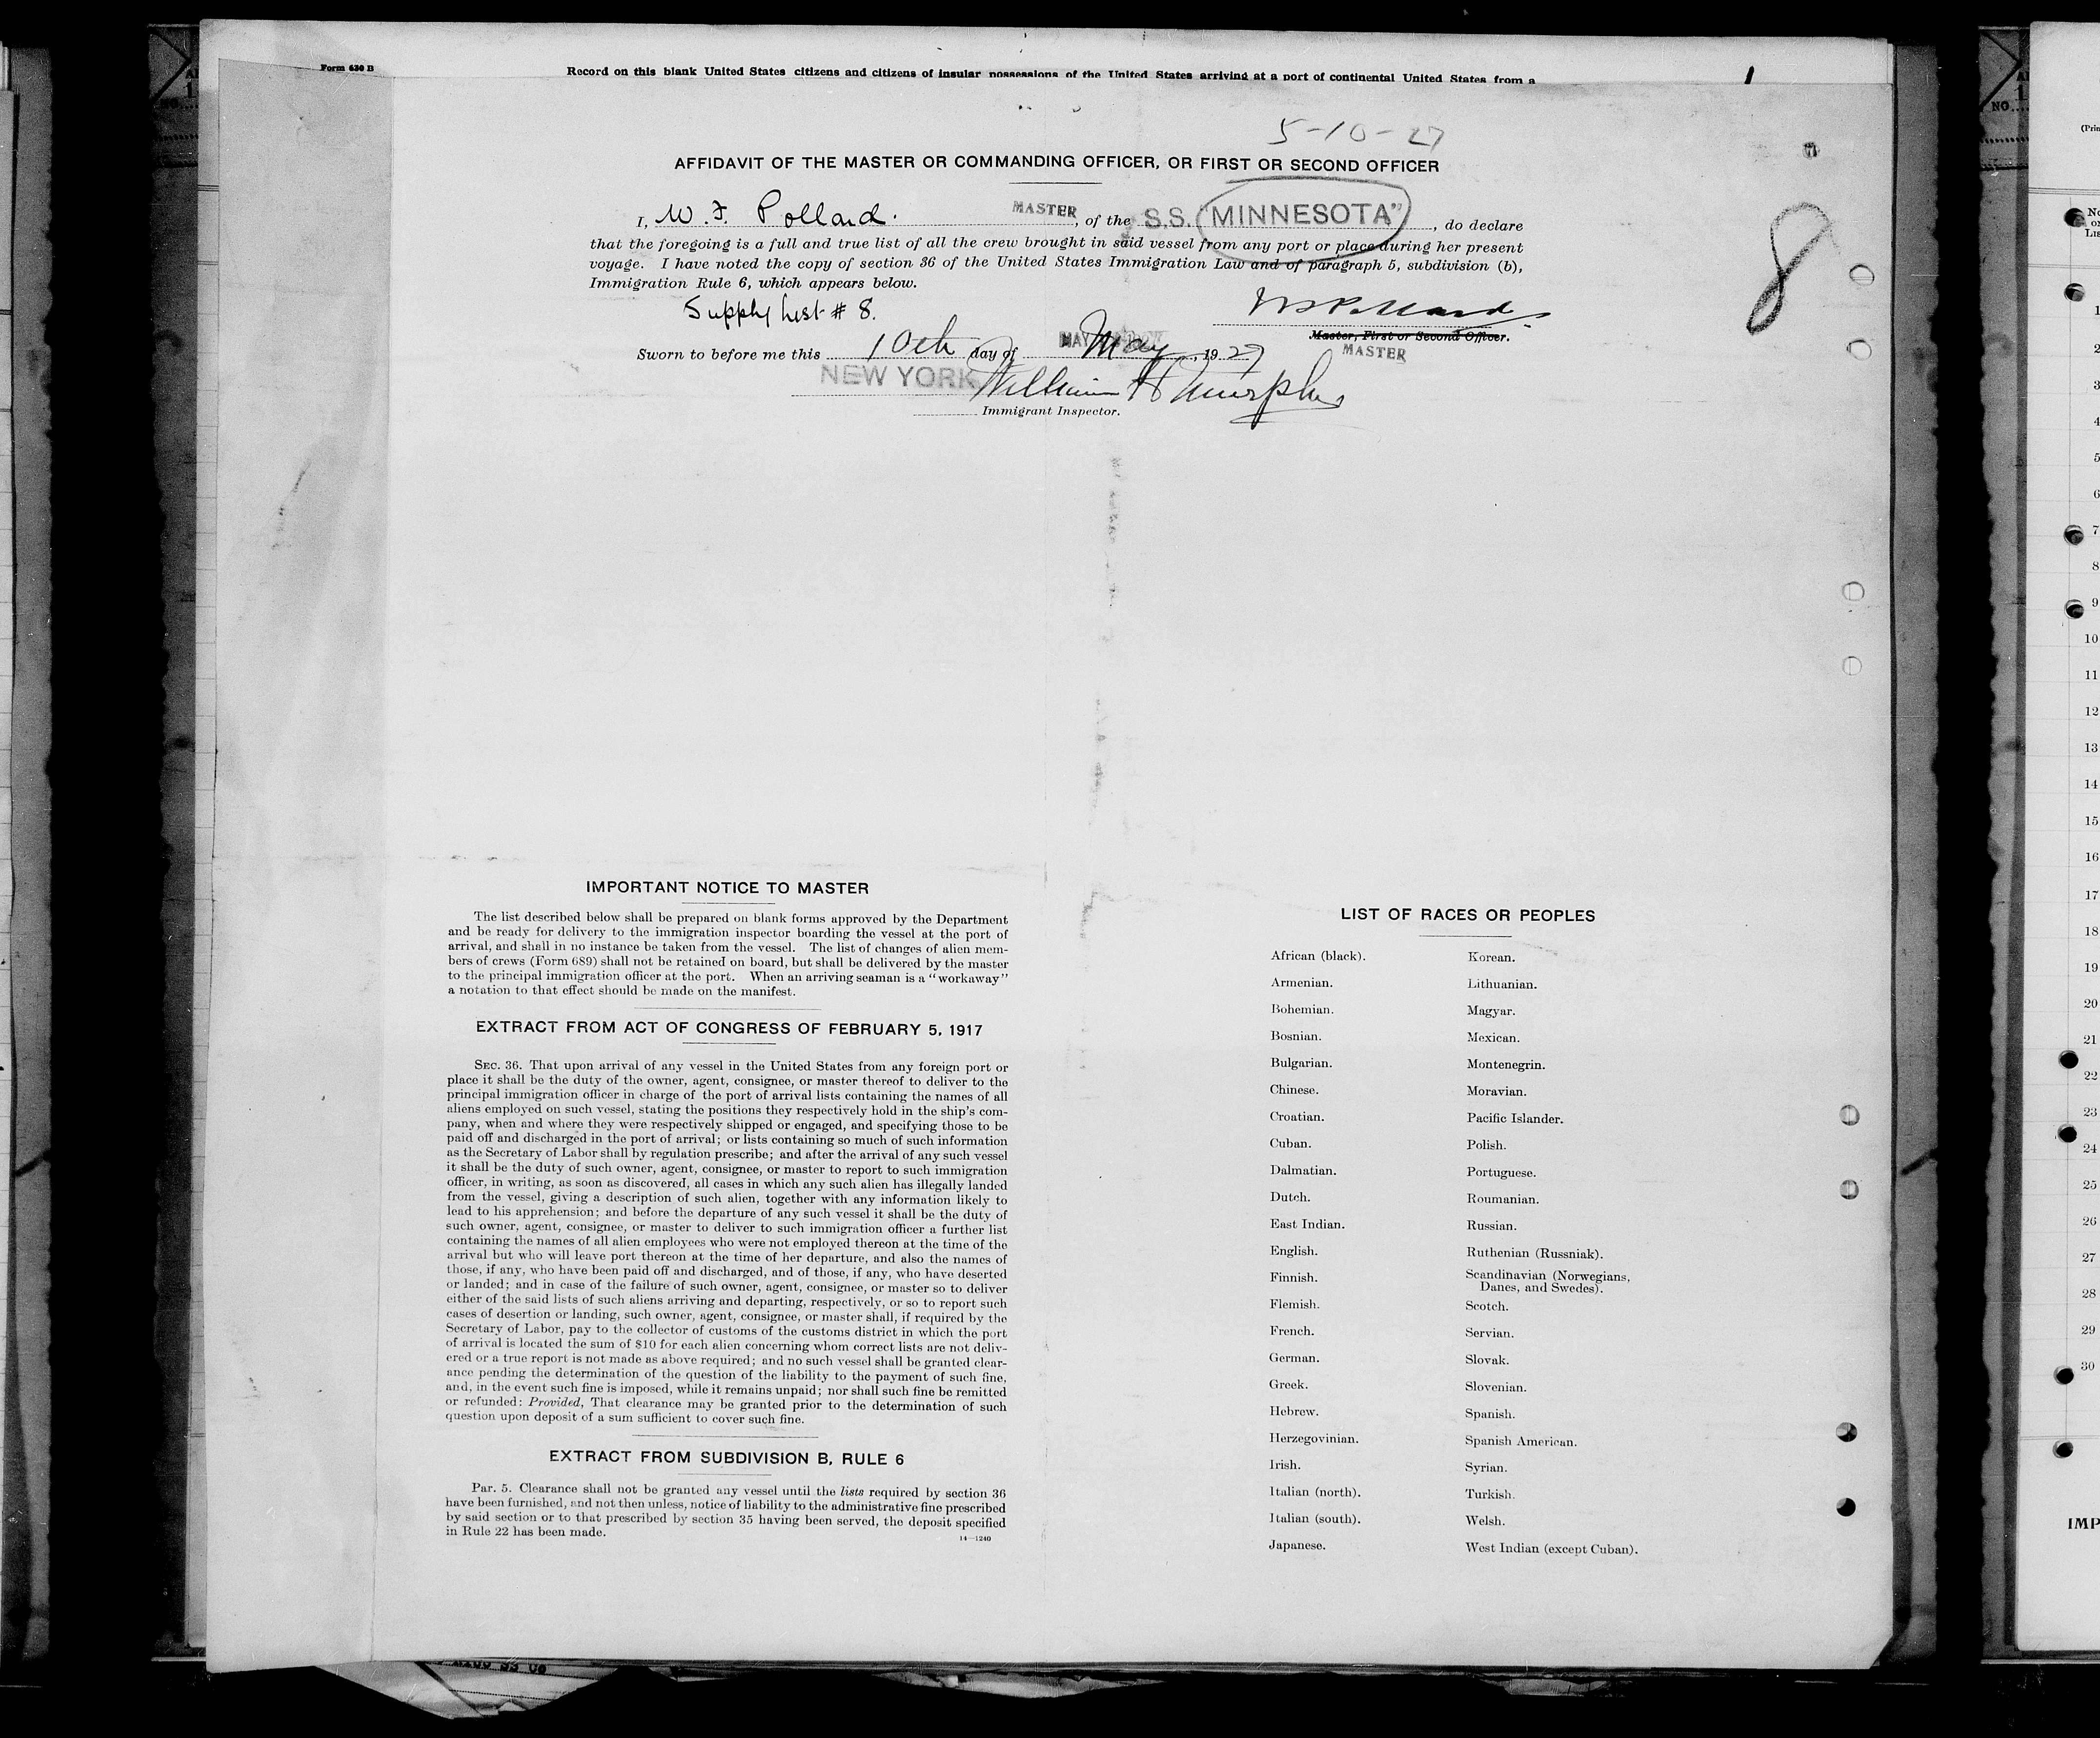 Form 630 B
Record on this blank United States citizens and citizens of insular possessions of the United States arriving at a port of continental United States from a
5-10-27
AFFIDAVIT OF THE MASTER OR COMMANDING OFFICER, OR FIRST OR SECOND OFFICER
I, W. F. Pollard. MASTER, of the S.S. "MINNESOTA", do declare
that the foregoing is a full and true list of all the crew brought in said vessel from any port or place during her present
voyage. I have noted the copy of section 36 of the United States Immigration Law and of paragraph 5, subdivision (b),
Immigration Rule 6, which appears below.
8
Supply List # 8.
Master, First or Second Officer.
MASTER
Sworn to before me this 10th day of May, 1927
NEW YORK William H Murphy
Immigrant Inspector.
IMPORTANT NOTICE TO MASTER
The list described below shall be prepared on blank forms approved by the Department
and be ready for delivery to the immigration inspector boarding the vessel at the port of
arrival, and shall in no instance be taken from the vessel. The list of changes of alien mem-
bers of crews (Form 689) shall not be retained on board, but shall be delivered by the master
to the principal immigration officer at the port. When an arriving seaman is a "workaway"
a notation to that effect should be made on the manifest.
EXTRACT FROM ACT OF CONGRESS OF FEBRUARY 5, 1917
SEC. 36. That upon arrival of any vessel in the United States from any foreign port or
place it shall be the duty of the owner, agent, consignee, or master thereof to deliver to the
principal immigration officer in charge of the port of arrival lists containing the names of all
aliens employed on such vessel, stating the positions they respectively hold in the ship's com-
pany, when and where they were respectively shipped or engaged, and specifying those to be
paid off and discharged in the port of arrival; or lists containing so much of such information
as the Secretary of Labor shall by regulation prescribe; and after the arrival of any such vessel
it shall be the duty of such owner, agent, consignee, or master to report to such immigration
officer, in writing, as soon as discovered, all cases in which any such alien has illegally landed
from the vessel, giving a description of such alien, together with any information likely to
lead to his apprehension; and before the departure of any such vessel it shall be the duty of
such owner, agent, consignee, or master to deliver to such immigration officer a further list
containing the names of all alien employees who were not employed thereon at the time of the
arrival but who will leave port thereon at the time of her departure, and also the names of
those, if any, who have been paid off and discharged, and of those, if any, who have deserted
or landed; and in case of the failure of such owner, agent, consignee, or master so to deliver
either of the said lists of such aliens arriving and departing, respectively, or so to report such
cases of desertion or landing, such owner, agent, consignee, or master shall, if required by the
Secretary of Labor, pay to the collector of customs of the customs district in which the port
of arrival is located the sum of $10 for each alien concerning whom correct lists are not deliv-
ered or a true report is not made as above required; and no such vessel shall be granted clear-
ance pending the determination of the question of the liability to the payment of such fine,
and, in the event such fine is imposed, while it remains unpaid; nor shall such fine be remitted
or refunded: Provided, That clearance may be granted prior to the determination of such
question upon deposit of a sum sufficient to cover such fine.
EXTRACT FROM SUBDIVISION B, RULE 6
Par. 5. Clearance shall not be granted any vessel until the lists required by section 36
have been furnished, and not then unless, notice of liability to the administrative fine prescribed
by said section or to that prescribed by section 35 having been served, the deposit specified
in Rule 22 has been made.
14—1240
LIST OF RACES OR PEOPLES
African (black).
Armenian.
Bohemian.
Bosnian.
Bulgarian.
Chinese.
Croatian.
Cuban.
Dalmatian.
Dutch.
East Indian.
English.
Finnish.
Flemish.
French.
German.
Greek.
Hebrew.
Herzegovinian.
Irish.
Italian (north).
Italian (south).
Japanese.
Korean.
Lithuanian.
Magyar.
Mexican.
Montenegrin.
Moravian.
Pacific Islander.
Polish.
Portuguese.
Roumanian.
Russian.
Ruthenian (Russniak).
Scandinavian (Norwegians,
Danes, and Swedes).
Scotch.
Servian.
Slovak.
Slovenian.
Spanish.
Spanish American.
Syrian.
Turkish.
Welsh.
West Indian (except Cuban).